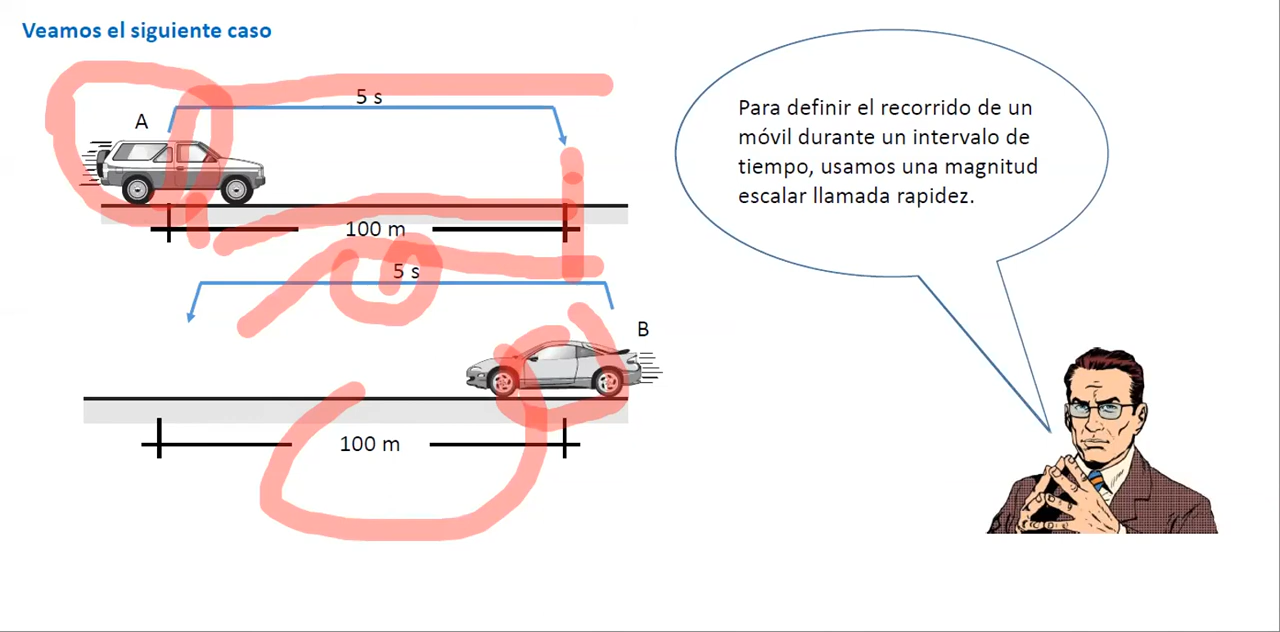 Veamos el siguiente caso
5 s
A
100 m
5 s
B
100 m
Para definir el recorrido de un
móvil durante un intervalo de
tiempo, usamos una magnitud
escalar llamada rapidez.